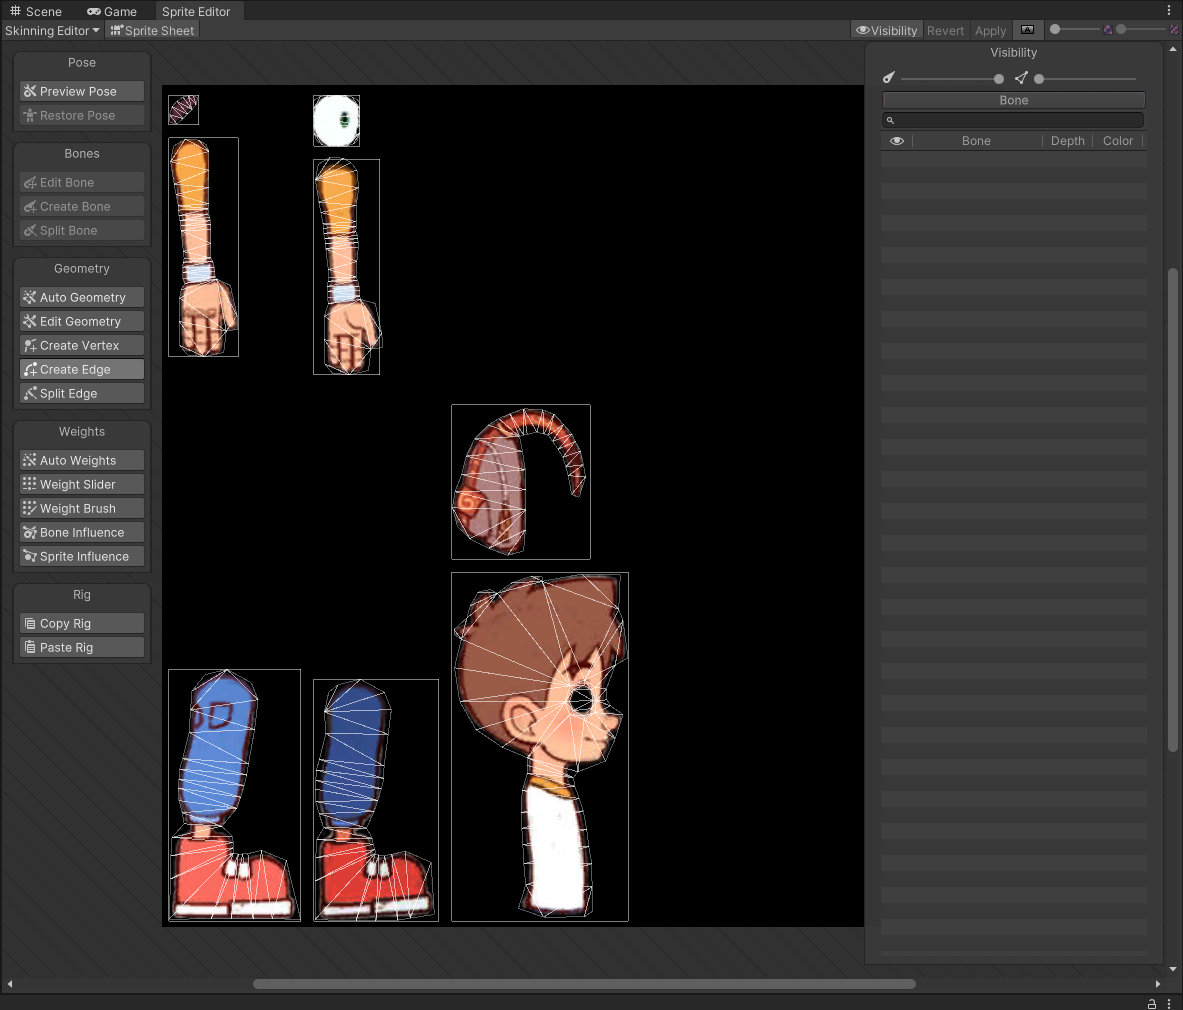 Scene Game Sprite Editor
Skinning Editor Sprite Sheet Visibility Revert Apply
Pose
Preview Pose
Restore Pose
Bones
Edit Bone
Create Bone
Split Bone
Geometry
Auto Geometry
Edit Geometry
Create Vertex
Create Edge
Split Edge
Weights
Auto Weights
Weight Slider
Weight Brush
Bone Influence
Sprite Influence
Rig
Copy Rig
Paste Rig
Visibility
Bone
Bone Depth Color